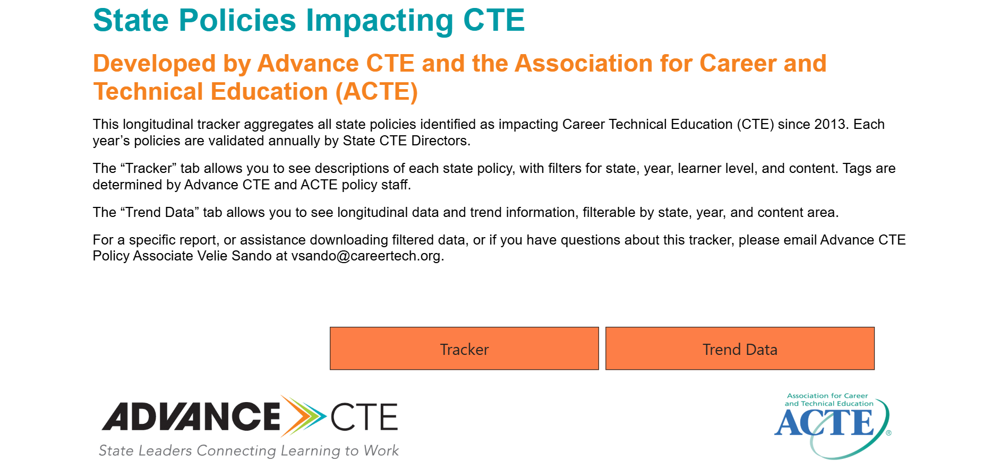 State Policies Impacting CTE
Developed by Advance CTE and the Association for Career and
Technical Education (ACTE)
This longitudinal tracker aggregates all state policies identified as impacting Career Technical Education (CTE) since 2013. Each
year’s policies are validated annually by State CTE Directors.
The “Tracker” tab allows you to see descriptions of each state policy, with filters for state, year, learner level, and content. Tags are
determined by Advance CTE and ACTE policy staff.
The “Trend Data” tab allows you to see longitudinal data and trend information, filterable by state, year, and content area.
For a specific report, or assistance downloading filtered data, or if you have questions about this tracker, please email Advance CTE
Policy Associate Velie Sando at vsando@careertech.org.
Tracker
Trend Data
ADVANCE CTE
State Leaders Connecting Learning to Work
Association for Career
and Technical Education
ACTE®